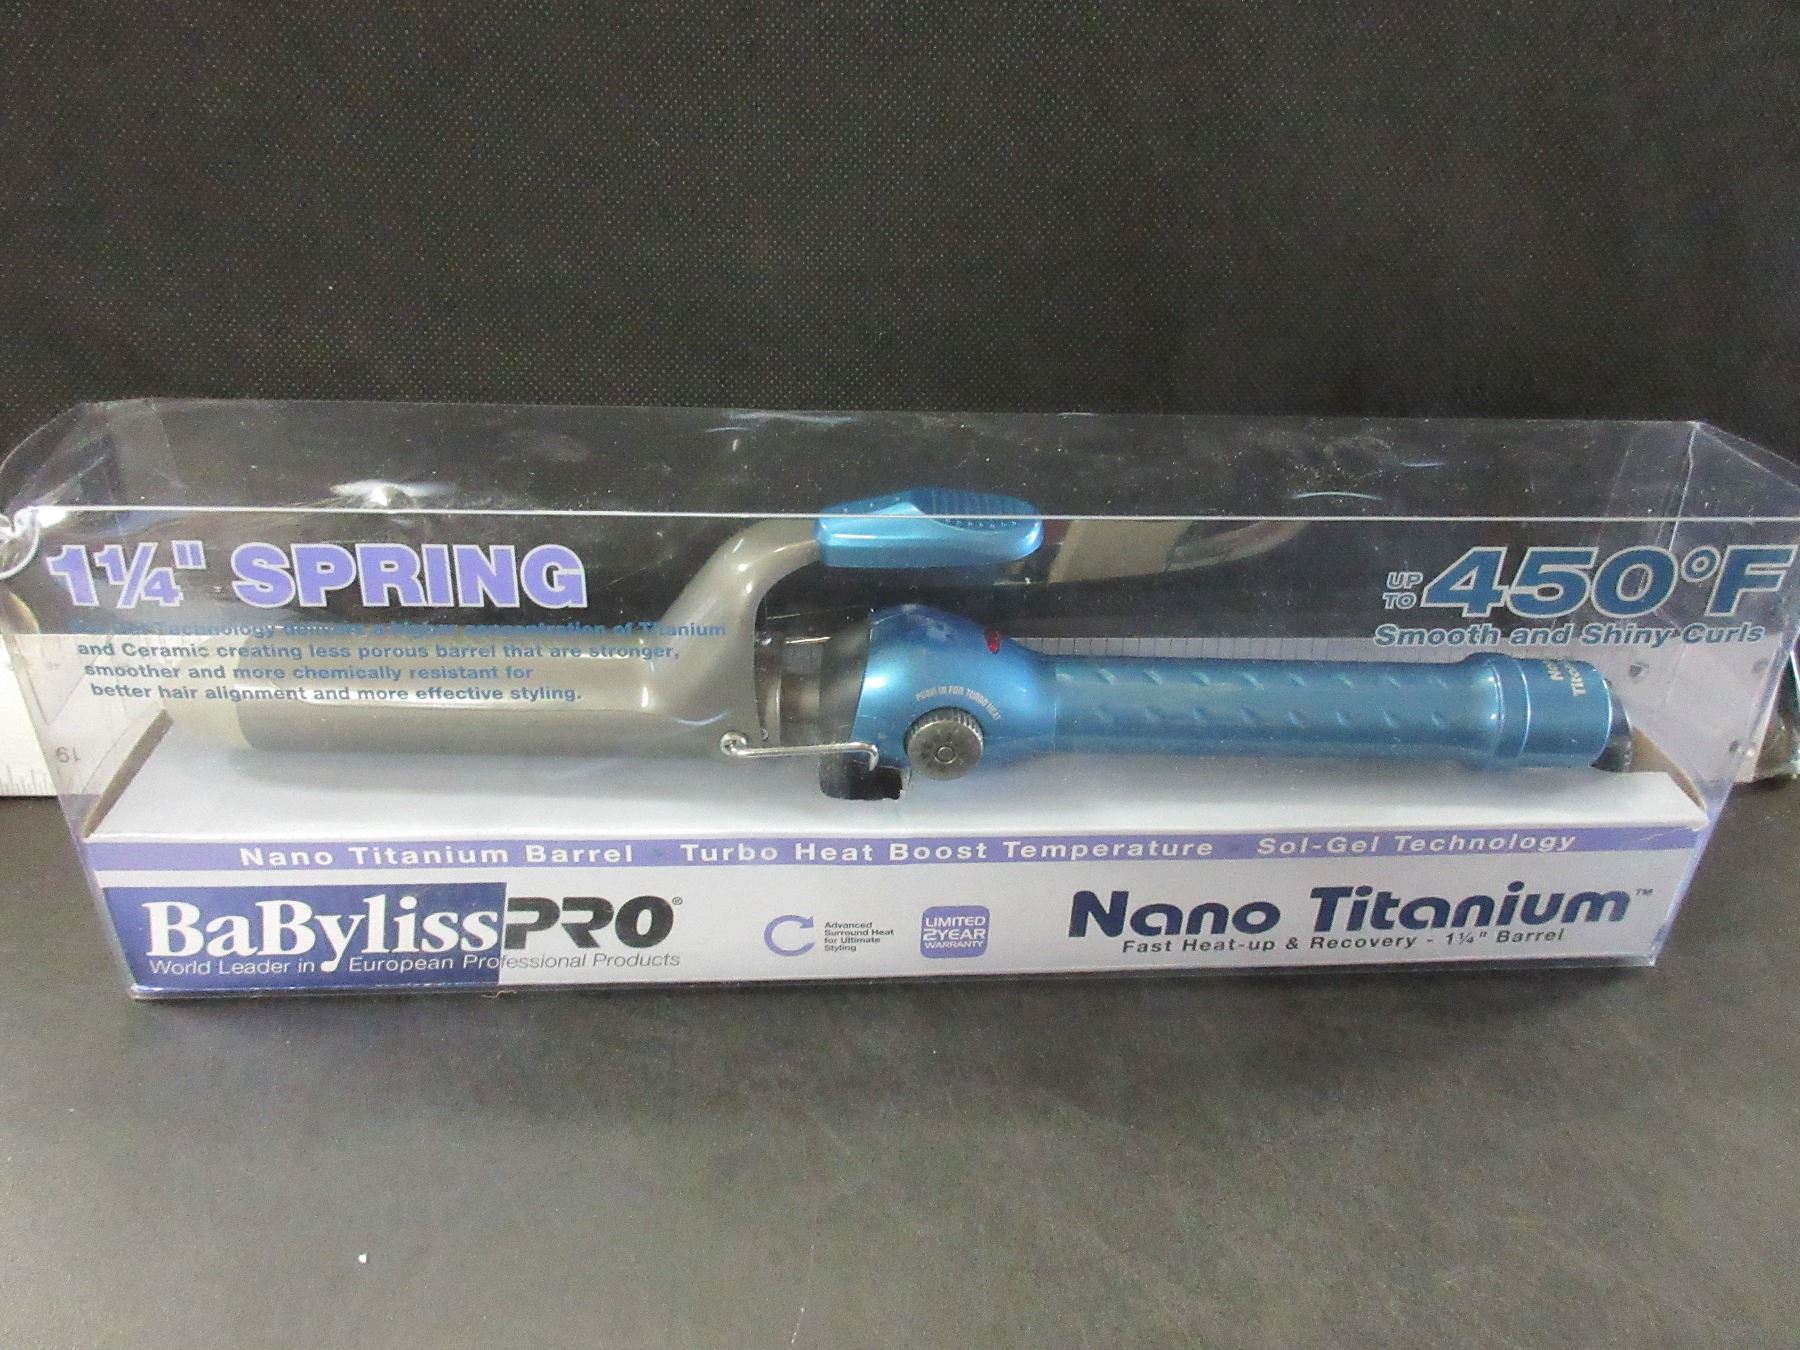 1¼" SPRING
Technology delivers a higher concentration of Titanium
and Ceramic creating less porous barrel that are stronger,
smoother and more chemically resistant for
better hair alignment and more effective styling.
UP TO 450°F
Smooth and Shiny Curls
PUSH IN FOR TURBO HEAT
19
Nano Titanium Barrel Turbo Heat Boost Temperature Sol-Gel Technology
BaBylissPRO®
World Leader in European Professional Products
Advanced
Surround Heat
for Ultimate
Styling
LIMITED
2YEAR
WARRANTY
Nano Titanium™
Fast Heat-up & Recovery - 1¼" Barrel